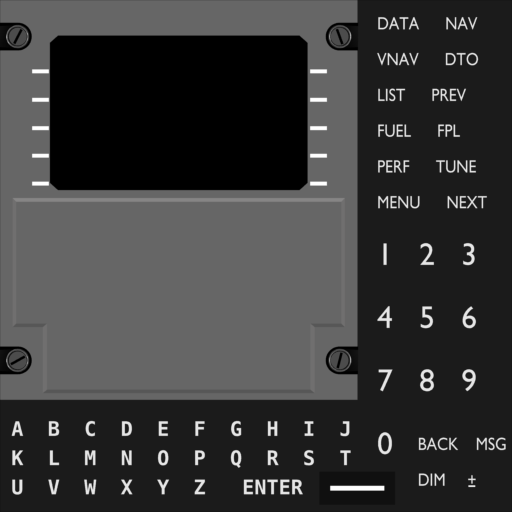 DATA NAV
VNAV DTO
LIST PREV
FUEL FPL
PERF TUNE
MENU NEXT
1 2 3
4 5 6
7 8 9
0 BACK MSG
DIM ±
A B C D E F G H I J
K L M N O P Q R S T
U V W X Y Z ENTER